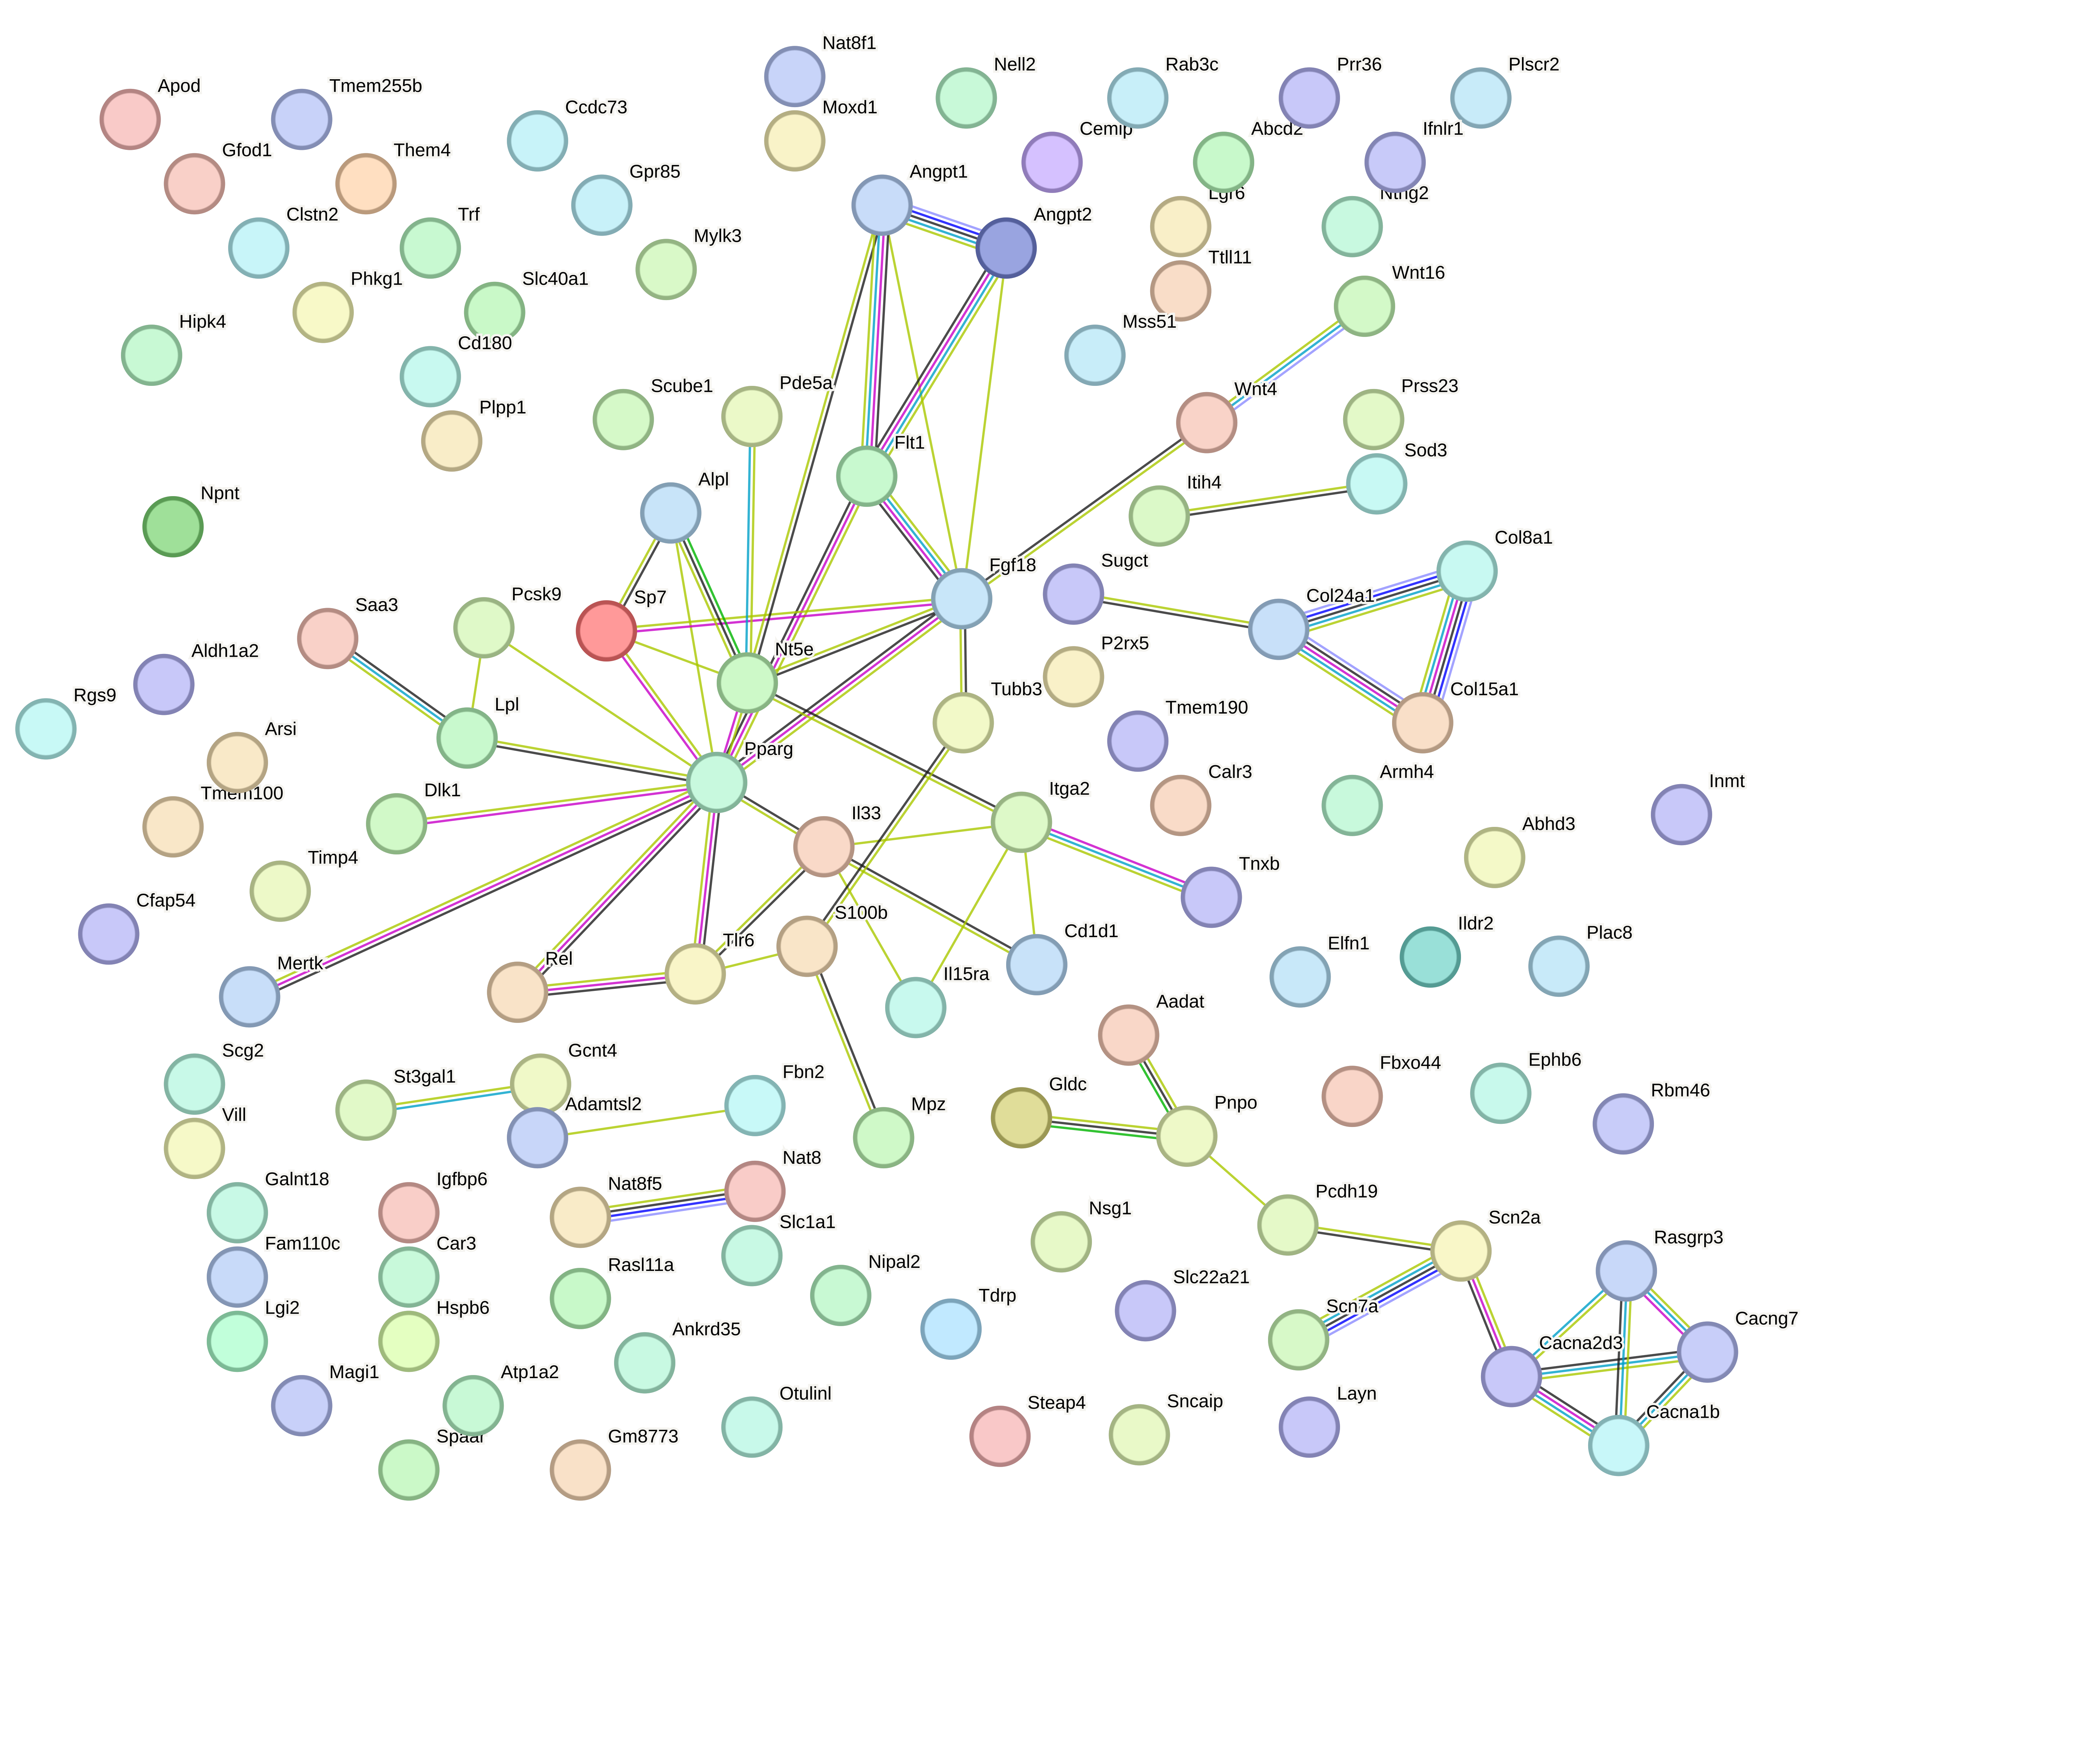 Nat8f1
Nell2
Rab3c
Prr36
Plscr2
Apod
Tmem255b
Ccdc73
Moxd1
Cemip
Abcd2
Ifnlr1
Gfod1
Them4
Gpr85
Angpt1
Lgr6
Ntng2
Clstn2
Trf
Mylk3
Angpt2
Ttll11
Wnt16
Phkg1
Slc40a1
Hipk4
Mss51
Cd180
Scube1
Pde5a
Wnt4
Prss23
Plpp1
Flt1
Sod3
Alpl
Itih4
Npnt
Col8a1
Fgf18
Sugct
Col24a1
Saa3
Pcsk9
Sp7
Nt5e
P2rx5
Aldh1a2
Rgs9
Lpl
Tubb3
Tmem190
Col15a1
Arsi
Pparg
Calr3
Armh4
Inmt
Tmem100
Dlk1
Il33
Itga2
Abhd3
Timp4
Tnxb
Cfap54
S100b
Cd1d1
Ildr2
Plac8
Elfn1
Mertk
Rel
Tlr6
Il15ra
Aadat
Scg2
St3gal1
Gcnt4
Fbn2
Gldc
Pnpo
Fbxo44
Ephb6
Rbm46
Vill
Adamtsl2
Mpz
Galnt18
Igfbp6
Nat8f5
Nat8
Nsg1
Pcdh19
Scn2a
Slc1a1
Fam110c
Car3
Rasl11a
Nipal2
Slc22a21
Rasgrp3
Lgi2
Hspb6
Tdrp
Scn7a
Cacng7
Ankrd35
Cacna2d3
Magi1
Atp1a2
Otulinl
Steap4
Sncaip
Layn
Cacna1b
Spaar
Gm8773